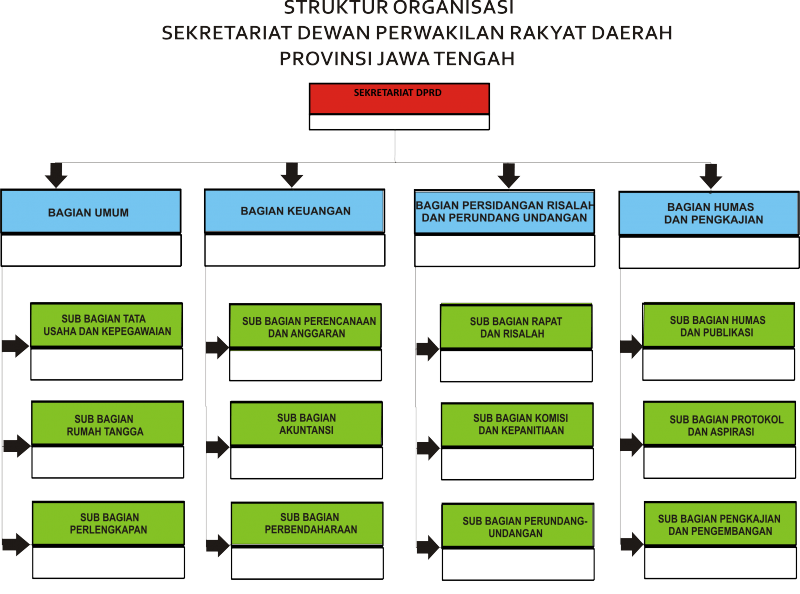 STRUKTUR ORGANISASI
SEKRETARIAT DEWAN PERWAKILAN RAKYAT DAERAH
PROVINSI JAWA TENGAH
SEKRETARIAT DPRD
BAGIAN UMUM
BAGIAN KEUANGAN
BAGIAN PERSIDANGAN RISALAH
DAN PERUNDANG UNDANGAN
BAGIAN HUMAS
DAN PENGKAJIAN
SUB BAGIAN TATA
USAHA DAN KEPEGAWAIAN
SUB BAGIAN PERENCANAAN
DAN ANGGARAN
SUB BAGIAN RAPAT
DAN RISALAH
SUB BAGIAN HUMAS
DAN PUBLIKASI
SUB BAGIAN
RUMAH TANGGA
SUB BAGIAN
AKUNTANSI
SUB BAGIAN KOMISI
DAN KEPANITIAAN
SUB BAGIAN PROTOKOL
DAN ASPIRASI
SUB BAGIAN
PERLENGKAPAN
SUB BAGIAN
PERBENDAHARAAN
SUB BAGIAN PERUNDANG-
UNDANGAN
SUB BAGIAN PENGKAJIAN
DAN PENGEMBANGAN